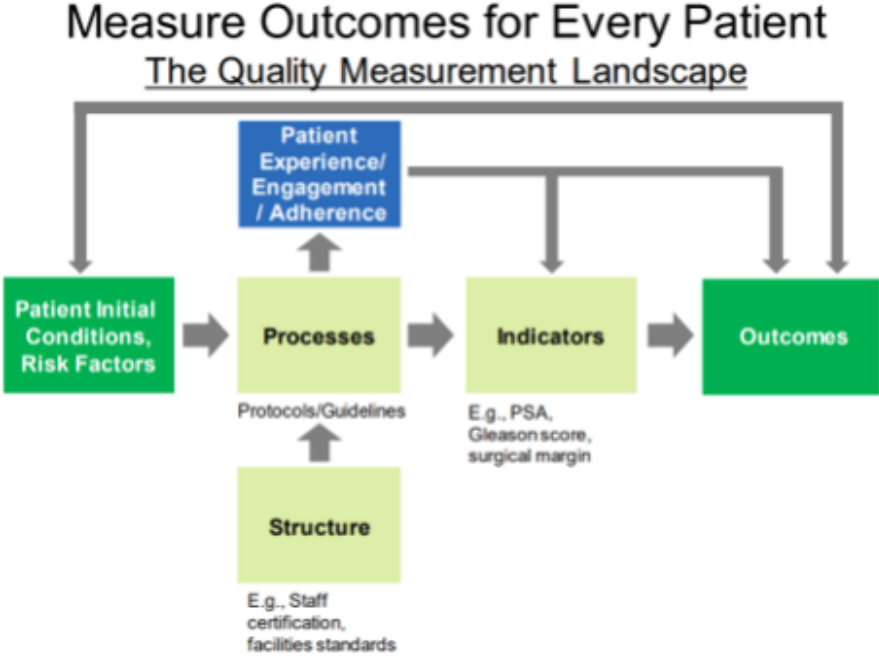 Measure Outcomes for Every Patient
The Quality Measurement Landscape
Patient
Experience/
Engagement
/ Adherence
Patient Initial
Conditions,
Risk Factors
Processes
Indicators
Outcomes
Protocols/Guidelines
E.g., PSA,
Gleason score,
surgical margin
Structure
E.g., Staff
certification,
facilities standards